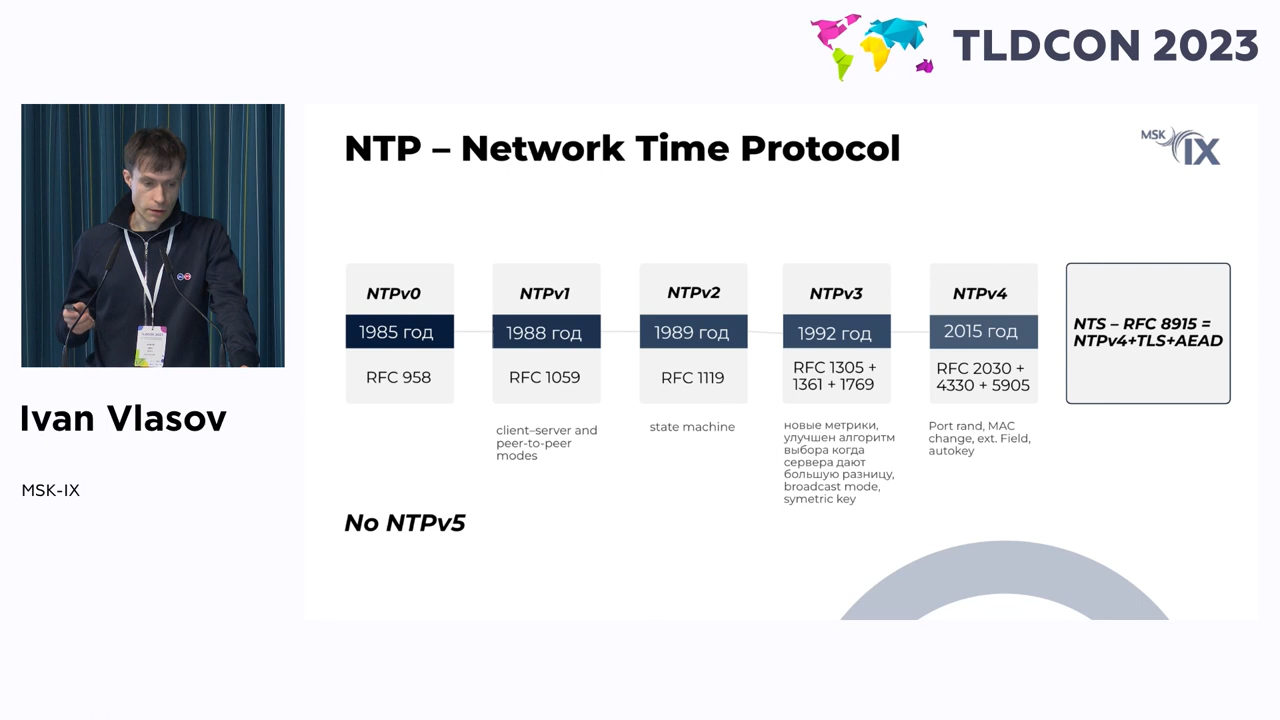 TLDCON 2023
NTP – Network Time Protocol
MSK
IX
NTPv0
1985 год
RFC 958
NTPv1
1988 год
RFC 1059
client–server and
peer-to-peer
modes
NTPv2
1989 год
RFC 1119
state machine
NTPv3
1992 год
RFC 1305 +
1361 + 1769
новые метрики,
улучшен алгоритм
выбора когда
сервера дают
большую разницу,
broadcast mode,
symetric key
NTPv4
2015 год
RFC 2030 +
4330 + 5905
Port rand, MAC
change, ext. Field,
autokey
NTS – RFC 8915 =
NTPv4+TLS+AEAD
No NTPv5
Ivan Vlasov
MSK-IX